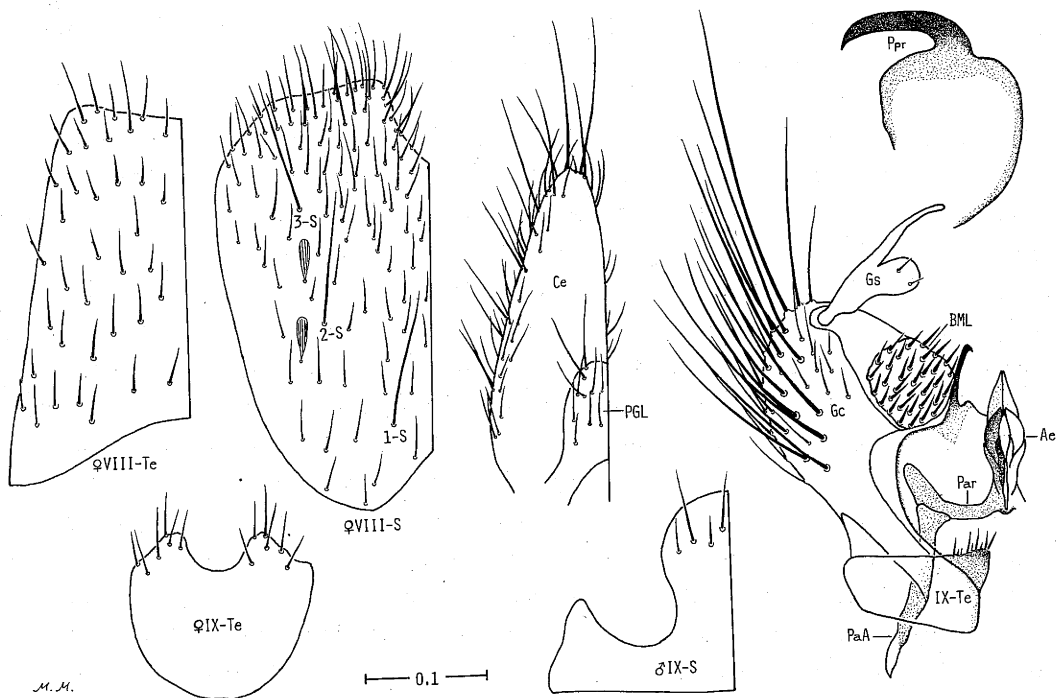 Ppr
3-S
Ce
Gs
BML
2-S
Gc
1-S
PGL
Ae
♀VIII-Te
♀VIII-S
Par
♀IX-Te
IX-Te
PaA
♂IX-S
0.1
M.M.